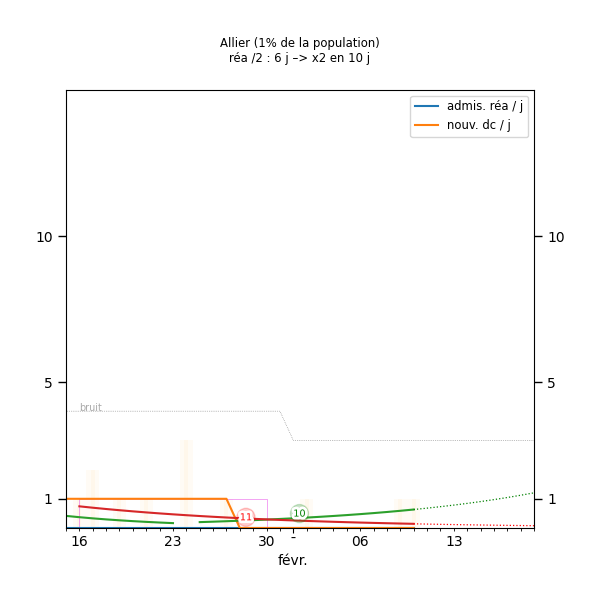 Allier (1% de la population)
réa /2 : 6 j –> x2 en 10 j
admis. réa / j
nouv. dc / j
10
10
5
5
bruit
1
1
11
10
16
23
30
-
06
13
févr.